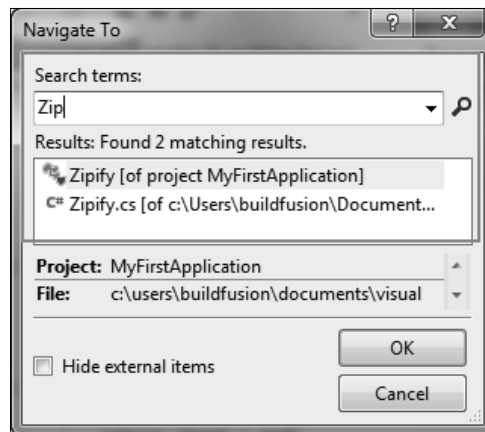 Navigate To
?
x
Search terms:
Zip
Results: Found 2 matching results.
Zipify [of project MyFirstApplication]
C# Zipify.cs [of c:\Users\buildfusion\Document...
Project: MyFirstApplication
File: c:\users\buildfusion\documents\visual
Hide external items
OK
Cancel